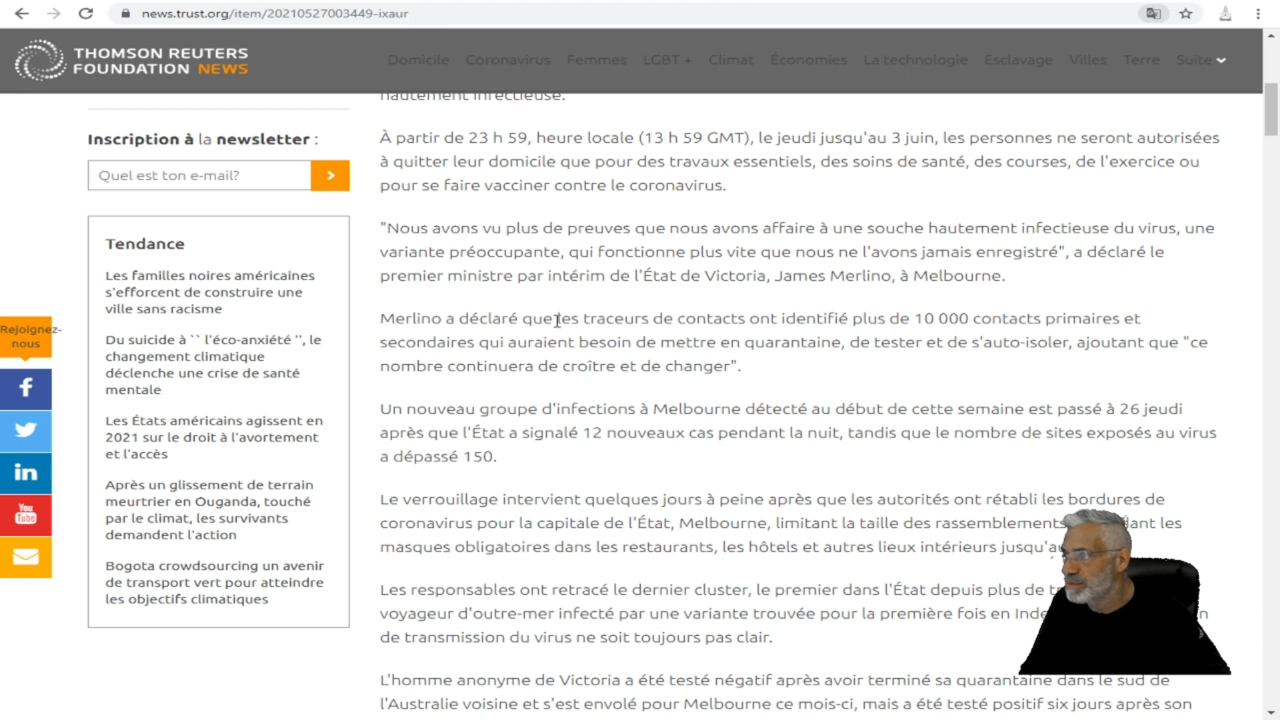 news.trust.org/item/20210527003449-ixaur
THOMSON REUTERS
FOUNDATION NEWS
Domicile Coronavirus Femmes LGBT + Climat Économies La technologie Esclavage Villes Terre Suite
hautement infectieuse.
Inscription à la newsletter :
Quel est ton e-mail?
Tendance
Les familles noires américaines
s'efforcent de construire une
ville sans racisme
Du suicide à `` l'éco-anxiété '', le
changement climatique
déclenche une crise de santé
mentale
Les États américains agissent en
2021 sur le droit à l'avortement
et l'accès
Après un glissement de terrain
meurtrier en Ouganda, touché
par le climat, les survivants
demandent l'action
Bogota crowdsourcing un avenir
de transport vert pour atteindre
les objectifs climatiques
Rejoignez-
nous
You
Tube
À partir de 23 h 59, heure locale (13 h 59 GMT), le jeudi jusqu'au 3 juin, les personnes ne seront autorisées
à quitter leur domicile que pour des travaux essentiels, des soins de santé, des courses, de l'exercice ou
pour se faire vacciner contre le coronavirus.
"Nous avons vu plus de preuves que nous avons affaire à une souche hautement infectieuse du virus, une
variante préoccupante, qui fonctionne plus vite que nous ne l'avons jamais enregistré", a déclaré le
premier ministre par intérim de l'État de Victoria, James Merlino, à Melbourne.
Merlino a déclaré que les traceurs de contacts ont identifié plus de 10 000 contacts primaires et
secondaires qui auraient besoin de mettre en quarantaine, de tester et de s'auto-isoler, ajoutant que "ce
nombre continuera de croître et de changer".
Un nouveau groupe d'infections à Melbourne détecté au début de cette semaine est passé à 26 jeudi
après que l'État a signalé 12 nouveaux cas pendant la nuit, tandis que le nombre de sites exposés au virus
a dépassé 150.
Le verrouillage intervient quelques jours à peine après que les autorités ont rétabli les bordures de
coronavirus pour la capitale de l'État, Melbourne, limitant la taille des rassemblements les
masques obligatoires dans les restaurants, les hôtels et autres lieux intérieurs
Les responsables ont retracé le dernier cluster, le premier dans l'État depuis plus de
voyageur d'outre-mer infecté par une variante trouvée pour la première fois en
de transmission du virus ne soit toujours pas clair.
L'homme anonyme de Victoria a été testé négatif après avoir terminé sa quarantaine dans le sud de
l'Australie voisine et s'est envolé pour Melbourne ce mois-ci, mais a été testé positif six jours après son